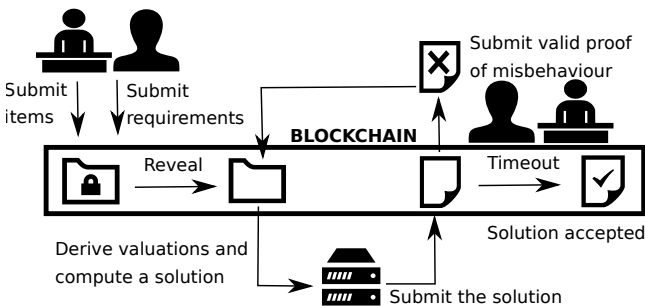 Submit valid proof
of misbehaviour
Submit
items
Submit
requirements
BLOCKCHAIN
Reveal
Timeout
Solution accepted
Derive valuations and
compute a solution
Submit the solution